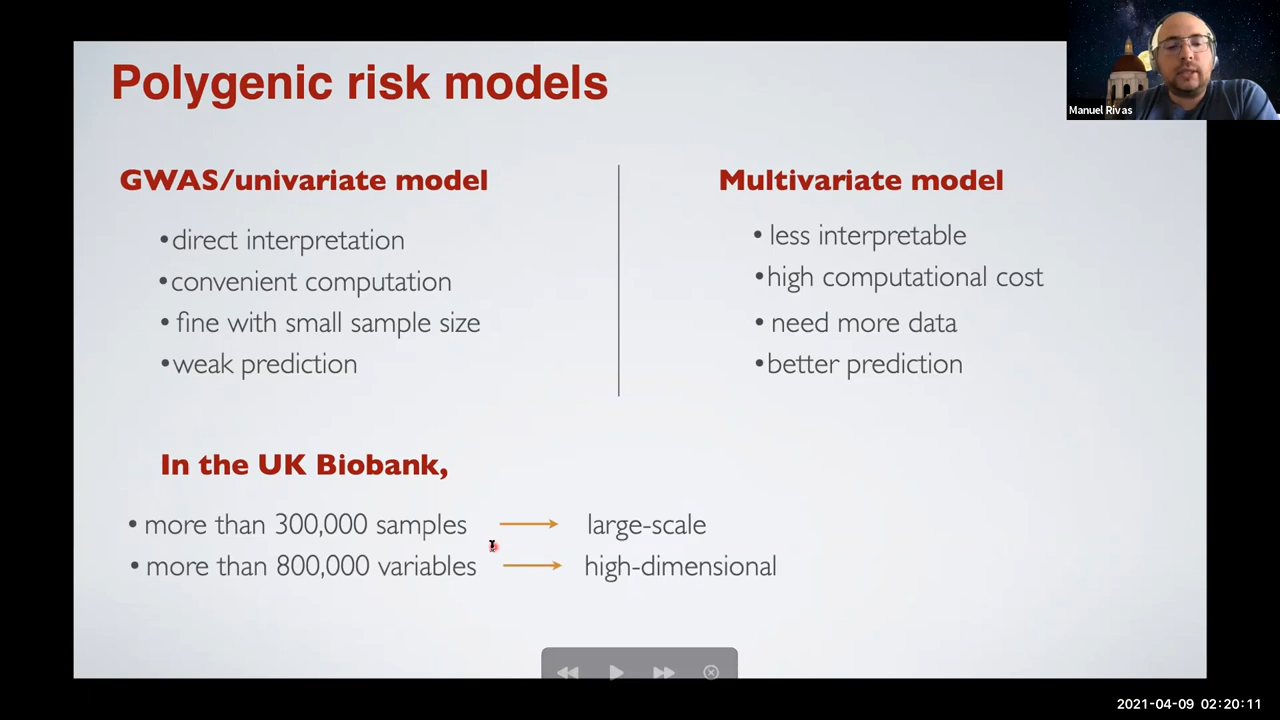 Polygenic risk models
Manuel Rivas
GWAS/univariate model
•direct interpretation
•convenient computation
• fine with small sample size
•weak prediction
Multivariate model
• less interpretable
•high computational cost
• need more data
•better prediction
In the UK Biobank,
• more than 300,000 samples → large-scale
• more than 800,000 variables → high-dimensional
2021-04-09 02:20:11